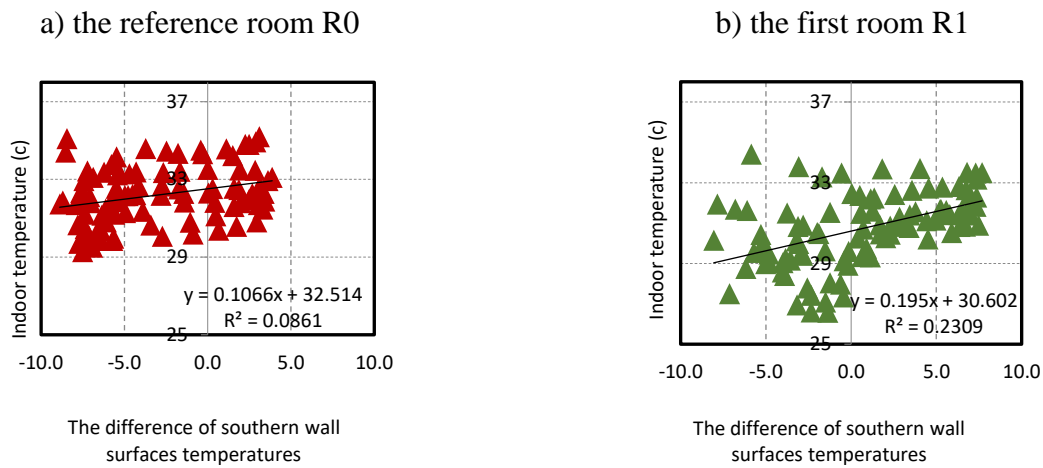 a) the reference room R0
37
33
29
25
Indoor temperature (c)
y = 0.1066x + 32.514
R² = 0.0861
-10.0 -5.0 0.0 5.0 10.0
The difference of southern wall
surfaces temperatures
b) the first room R1
37
33
29
25
Indoor temperature (c)
y = 0.195x + 30.602
R² = 0.2309
-10.0 -5.0 0.0 5.0 10.0
The difference of southern wall
surfaces temperatures